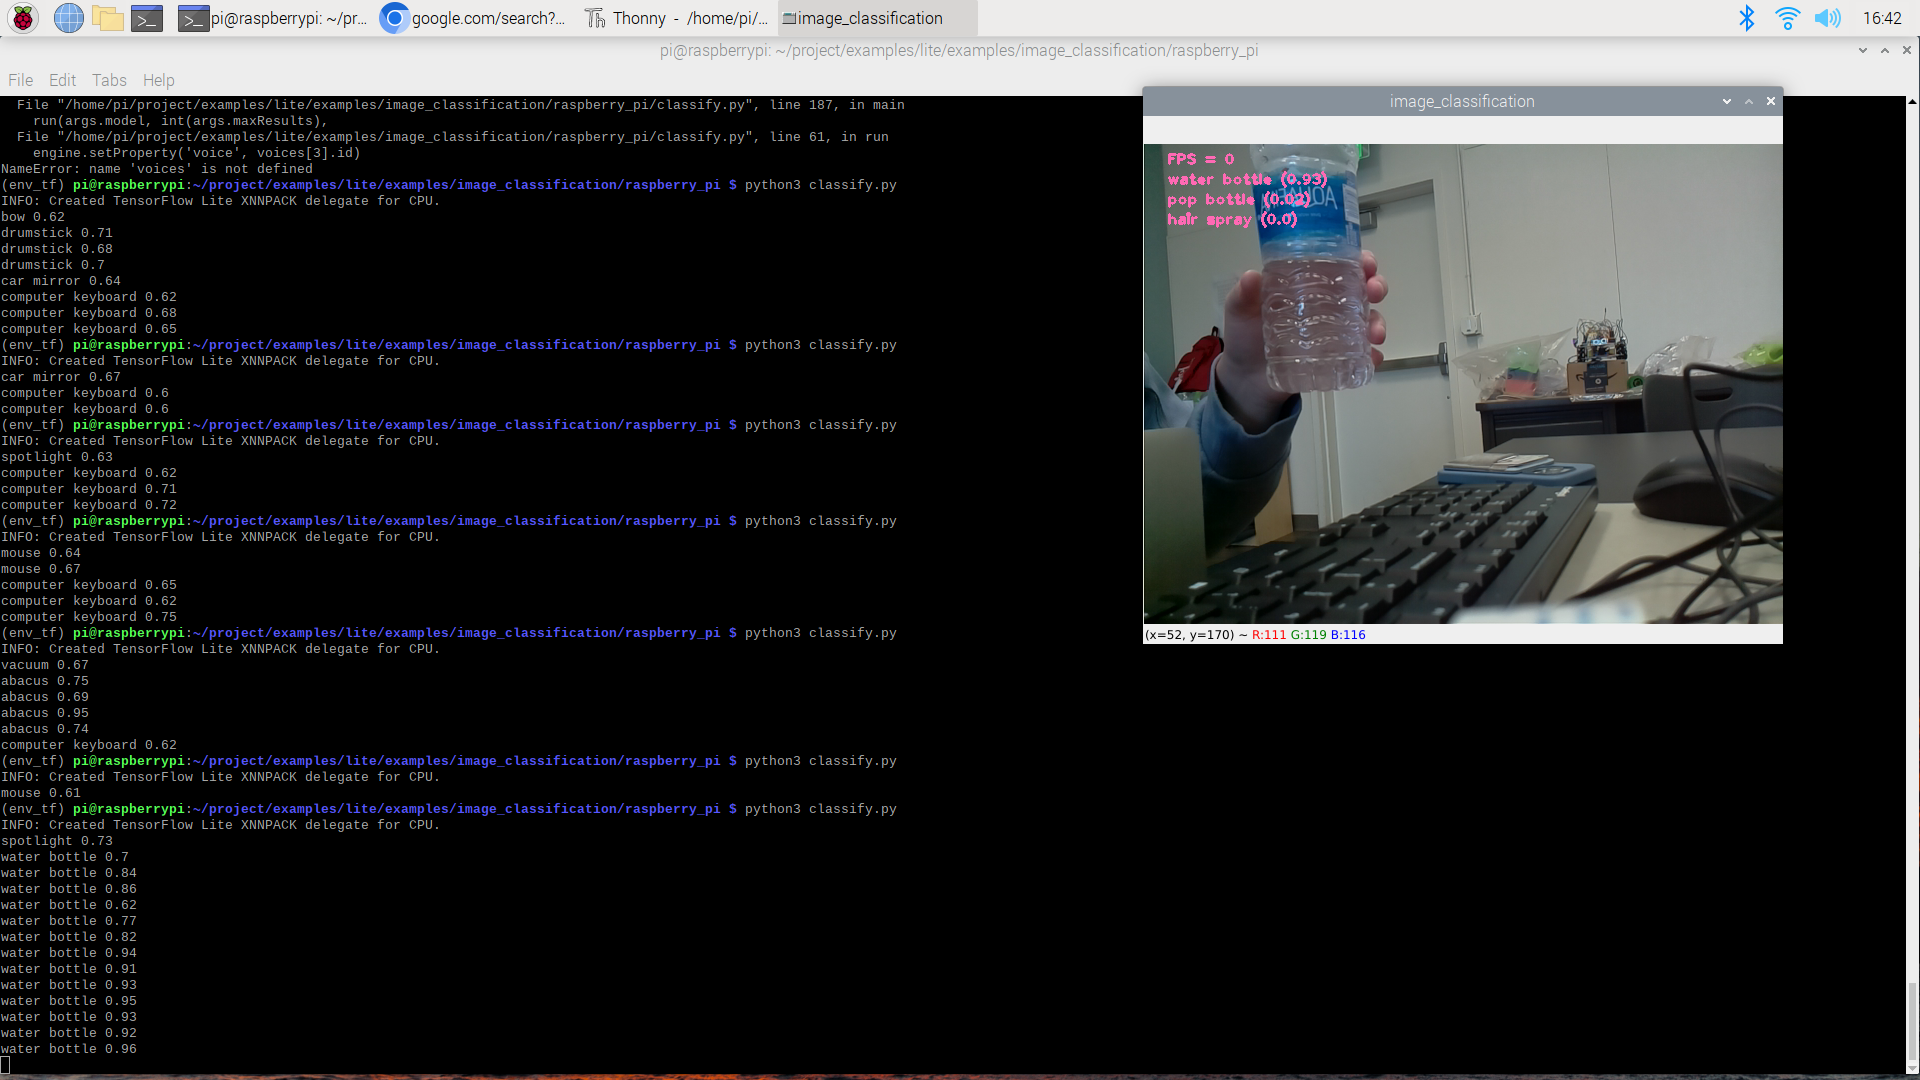 pi@raspberrypi: ~/pr...
google.com/search?...
Thonny - /home/pi/...
image_classification
16:42
pi@raspberrypi: ~/project/examples/lite/examples/image_classification/raspberry_pi
File Edit Tabs Help
File "/home/pi/project/examples/lite/examples/image_classification/raspberry_pi/classify.py", line 187, in main
run(args.model, int(args.maxResults),
File "/home/pi/project/examples/lite/examples/image_classification/raspberry_pi/classify.py", line 61, in run
engine.setProperty('voice', voices[3].id)
NameError: name 'voices' is not defined
(env_tf) pi@raspberrypi:~/project/examples/lite/examples/image_classification/raspberry_pi $ python3 classify.py
INFO: Created TensorFlow Lite XNNPACK delegate for CPU.
bow 0.62
drumstick 0.71
drumstick 0.68
drumstick 0.7
car mirror 0.64
computer keyboard 0.62
computer keyboard 0.68
computer keyboard 0.65
(env_tf) pi@raspberrypi:~/project/examples/lite/examples/image_classification/raspberry_pi $ python3 classify.py
INFO: Created TensorFlow Lite XNNPACK delegate for CPU.
car mirror 0.67
computer keyboard 0.6
computer keyboard 0.6
(env_tf) pi@raspberrypi:~/project/examples/lite/examples/image_classification/raspberry_pi $ python3 classify.py
INFO: Created TensorFlow Lite XNNPACK delegate for CPU.
spotlight 0.63
computer keyboard 0.62
computer keyboard 0.71
computer keyboard 0.72
(env_tf) pi@raspberrypi:~/project/examples/lite/examples/image_classification/raspberry_pi $ python3 classify.py
INFO: Created TensorFlow Lite XNNPACK delegate for CPU.
mouse 0.64
mouse 0.67
computer keyboard 0.65
computer keyboard 0.62
computer keyboard 0.75
(env_tf) pi@raspberrypi:~/project/examples/lite/examples/image_classification/raspberry_pi $ python3 classify.py
INFO: Created TensorFlow Lite XNNPACK delegate for CPU.
vacuum 0.67
abacus 0.75
abacus 0.69
abacus 0.95
abacus 0.74
computer keyboard 0.62
(env_tf) pi@raspberrypi:~/project/examples/lite/examples/image_classification/raspberry_pi $ python3 classify.py
INFO: Created TensorFlow Lite XNNPACK delegate for CPU.
mouse 0.61
(env_tf) pi@raspberrypi:~/project/examples/lite/examples/image_classification/raspberry_pi $ python3 classify.py
INFO: Created TensorFlow Lite XNNPACK delegate for CPU.
spotlight 0.73
water bottle 0.7
water bottle 0.84
water bottle 0.86
water bottle 0.62
water bottle 0.77
water bottle 0.82
water bottle 0.94
water bottle 0.91
water bottle 0.93
water bottle 0.95
water bottle 0.93
water bottle 0.92
water bottle 0.96
image_classification
FPS = 0
water bottle (0.93)
pop bottle (0.02)
hair spray (0.0)
(x=52, y=170) ~ R:111 G:119 B:116